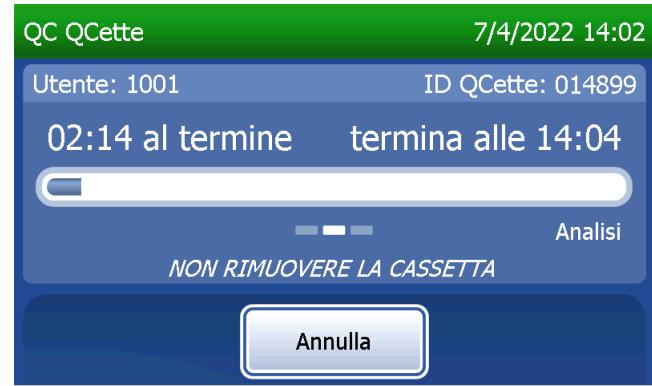 QC QCette 7/4/2022 14:02
Utente: 1001 ID QCette: 014899
02:14 al termine termina alle 14:04
Analisi
NON RIMUOVERE LA CASSETTA
Annulla